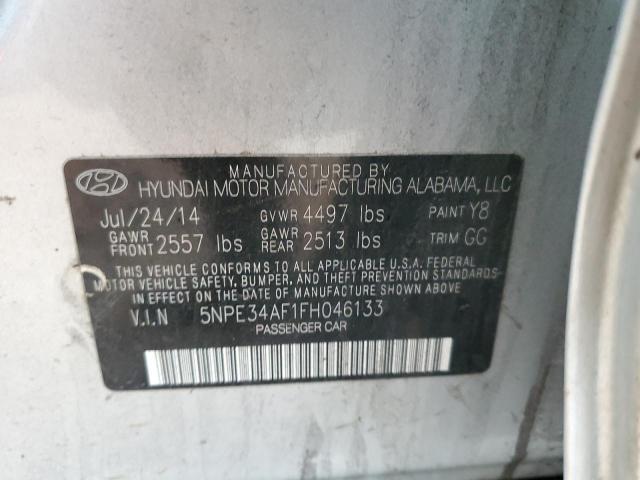 MANUFACTURED BY
HYUNDAI MOTOR MANUFACTURING ALABAMA, LLC
Jul/24/14 GVWR 4497 lbs PAINT Y8
GAWR FRONT 2557 lbs GAWR REAR 2513 lbs TRIM GG
THIS VEHICLE CONFORMS TO ALL APPLICABLE U.S.A. FEDERAL
MOTOR VEHICLE SAFETY, BUMPER, AND THEFT PREVENTION STANDARDS
IN EFFECT ON THE DATE OF MANUFACTURE SHOWN ABOVE.
V.I.N 5NPE34AF1FH046133
PASSENGER CAR